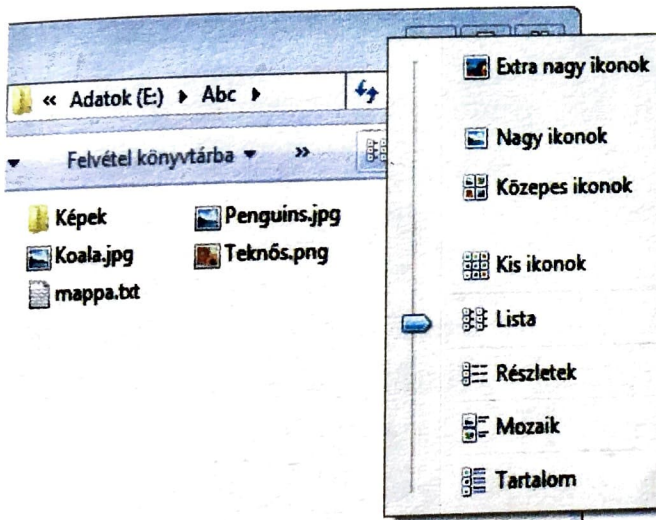 « Adatok (E:) ▸ Abc ▸
Felvétel könyvtárba ▾ »
Képek
Koala.jpg
mappa.txt
Penguins.jpg
Teknős.png
Extra nagy ikonok
Nagy ikonok
Közepes ikonok
Kis ikonok
Lista
Részletek
Mozaik
Tartalom